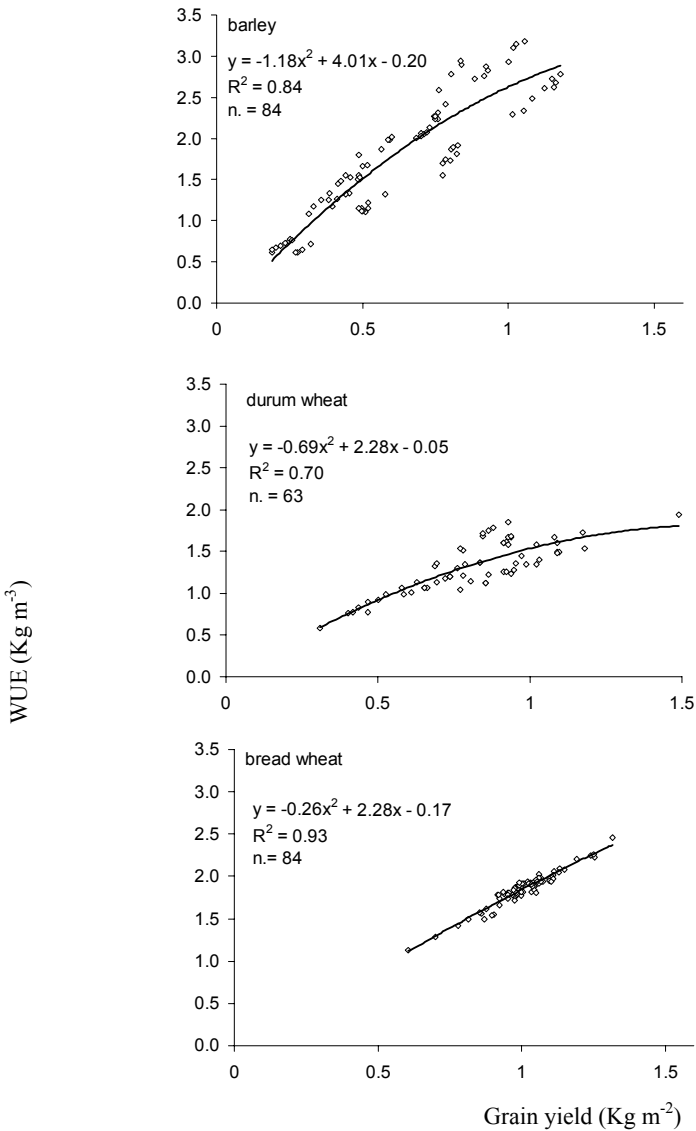 barley
y = -1.18x² + 4.01x - 0.20
R² = 0.84
n. = 84
3.5
3.0
2.5
2.0
1.5
1.0
0.5
0.0
0 0.5 1 1.5
durum wheat
y = -0.69x² + 2.28x - 0.05
R² = 0.70
n. = 63
3.5
3.0
2.5
2.0
1.5
1.0
0.5
0.0
0 0.5 1 1.5
WUE (Kg m⁻³)
bread wheat
y = -0.26x² + 2.28x - 0.17
R² = 0.93
n.= 84
3.5
3.0
2.5
2.0
1.5
1.0
0.5
0.0
0 0.5 1 1.5
Grain yield (Kg m⁻²)